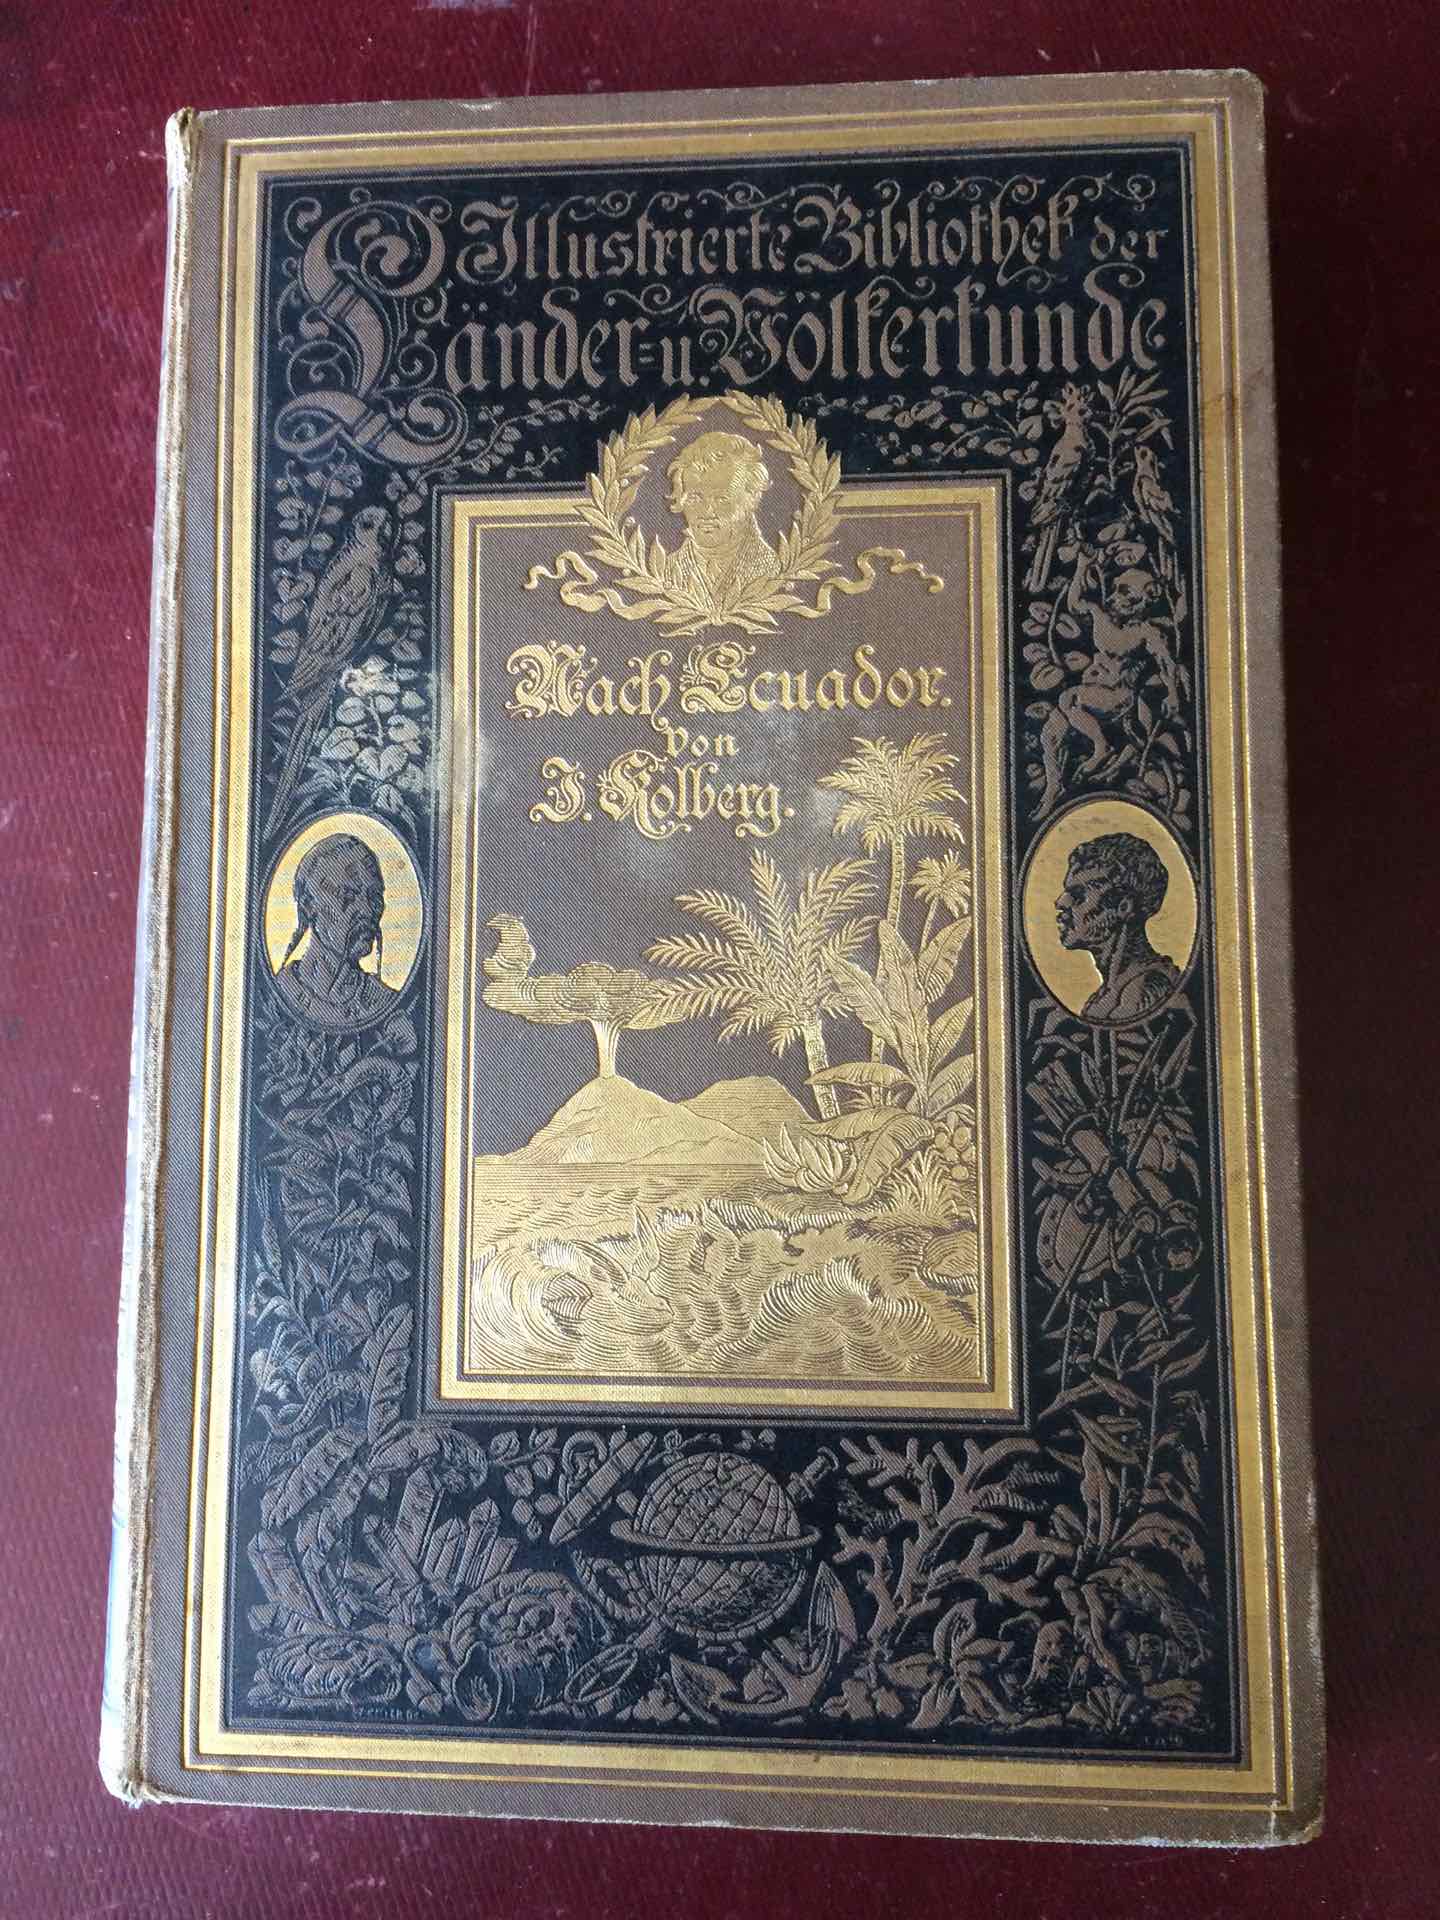 Illustrierte Bibliothek der
Länder- u. Völkerkunde
Nach Ecuador.
von
J. Kolberg.